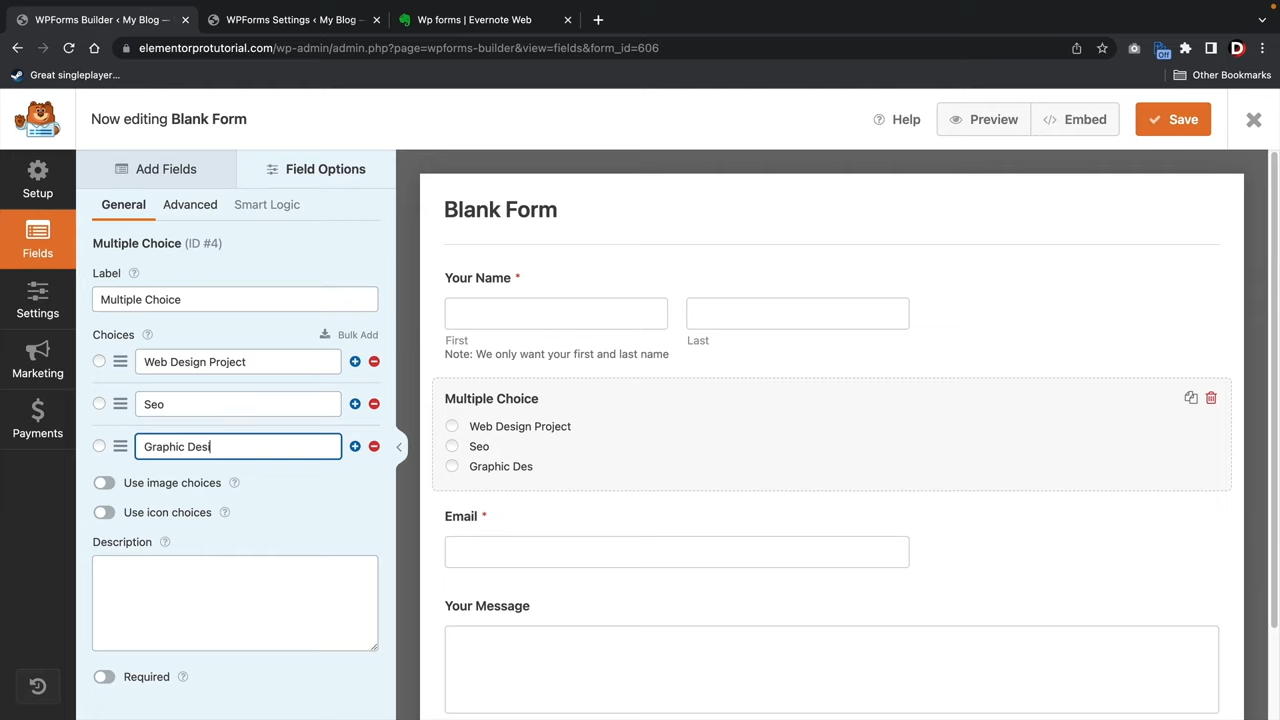 WPForms Builder ‹ My Blog —
WPForms Settings ‹ My Blog —
Wp forms | Evernote Web
elementorprotutorial.com/wp-admin/admin.php?page=wpforms-builder&view=fields&form_id=606
Off
D
Great singleplayer...
Other Bookmarks
Now editing Blank Form
Help
Preview
Embed
Save
Setup
Fields
Settings
Marketing
Payments
Add Fields
Field Options
General
Advanced
Smart Logic
Multiple Choice (ID #4)
Label
Multiple Choice
Choices
Bulk Add
Web Design Project
Seo
Graphic Desi
Use image choices
Use icon choices
Description
Required
Blank Form
Your Name *
First
Last
Note: We only want your first and last name
Multiple Choice
Web Design Project
Seo
Graphic Des
Email *
Your Message